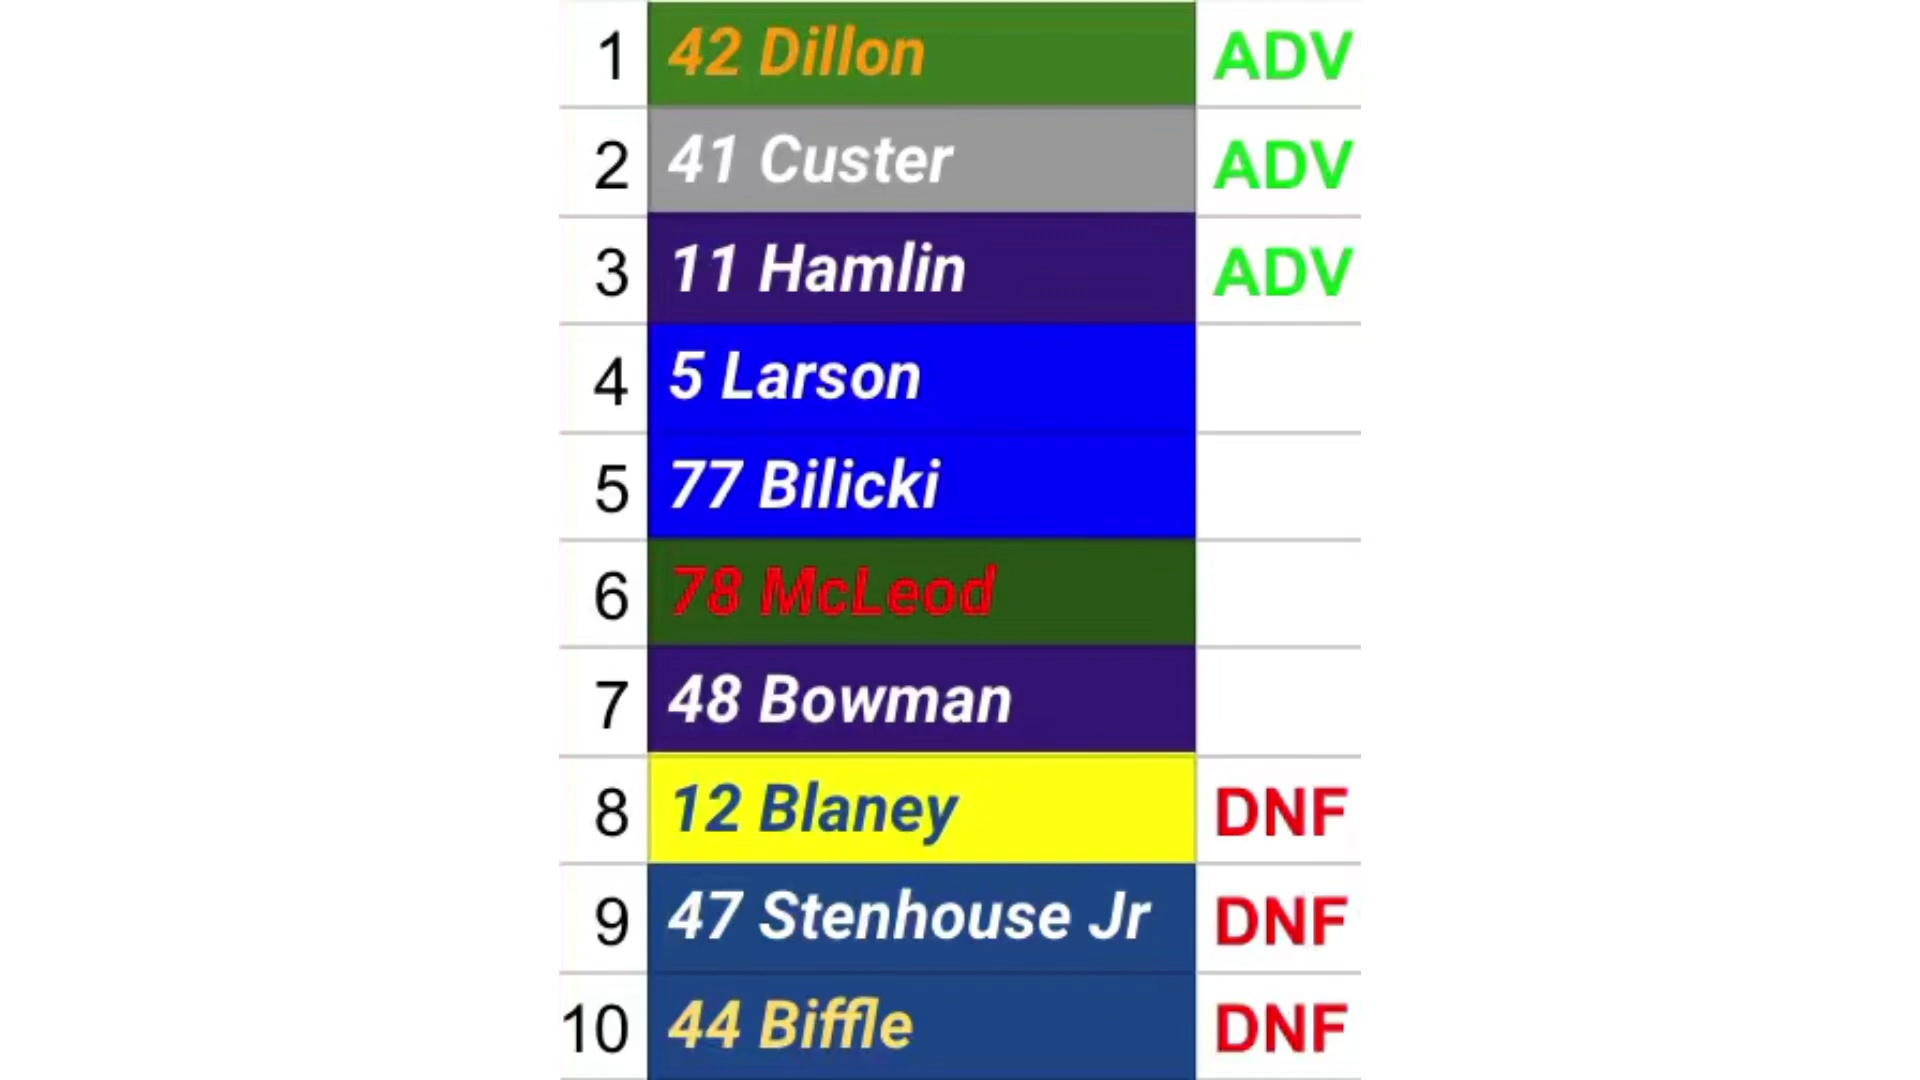 1 42 Dillon ADV
2 41 Custer ADV
3 11 Hamlin ADV
4 5 Larson
5 77 Bilicki
6 78 McLeod
7 48 Bowman
8 12 Blaney DNF
9 47 Stenhouse Jr DNF
10 44 Biffle DNF